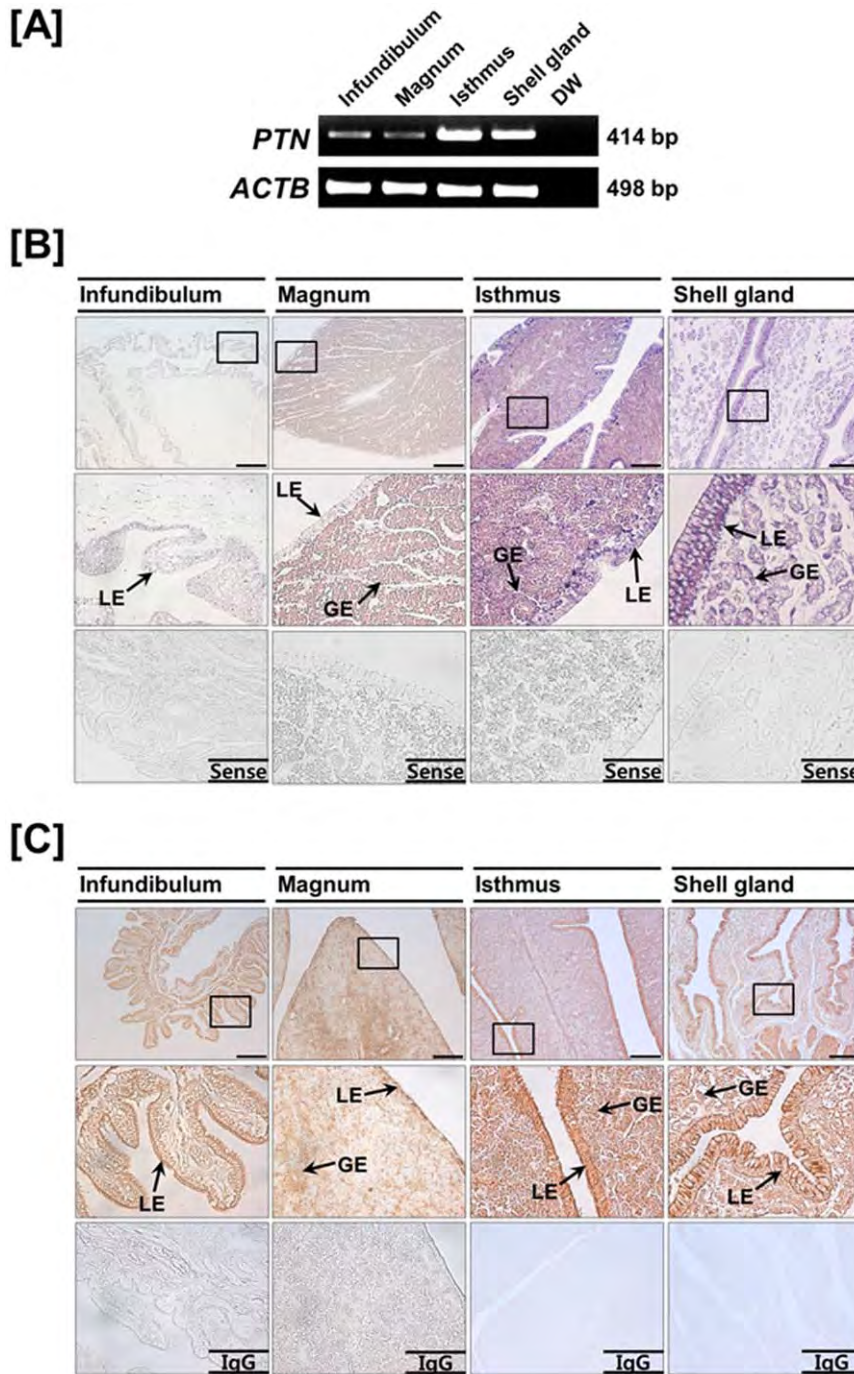 [A]
Infundibulum Magnum Isthmus Shell gland DW
PTN 414 bp
ACTB 498 bp
[B]
Infundibulum Magnum Isthmus Shell gland
LE LE GE GE LE LE GE
Sense Sense Sense Sense
[C]
Infundibulum Magnum Isthmus Shell gland
LE LE GE GE LE GE LE
IgG IgG IgG IgG